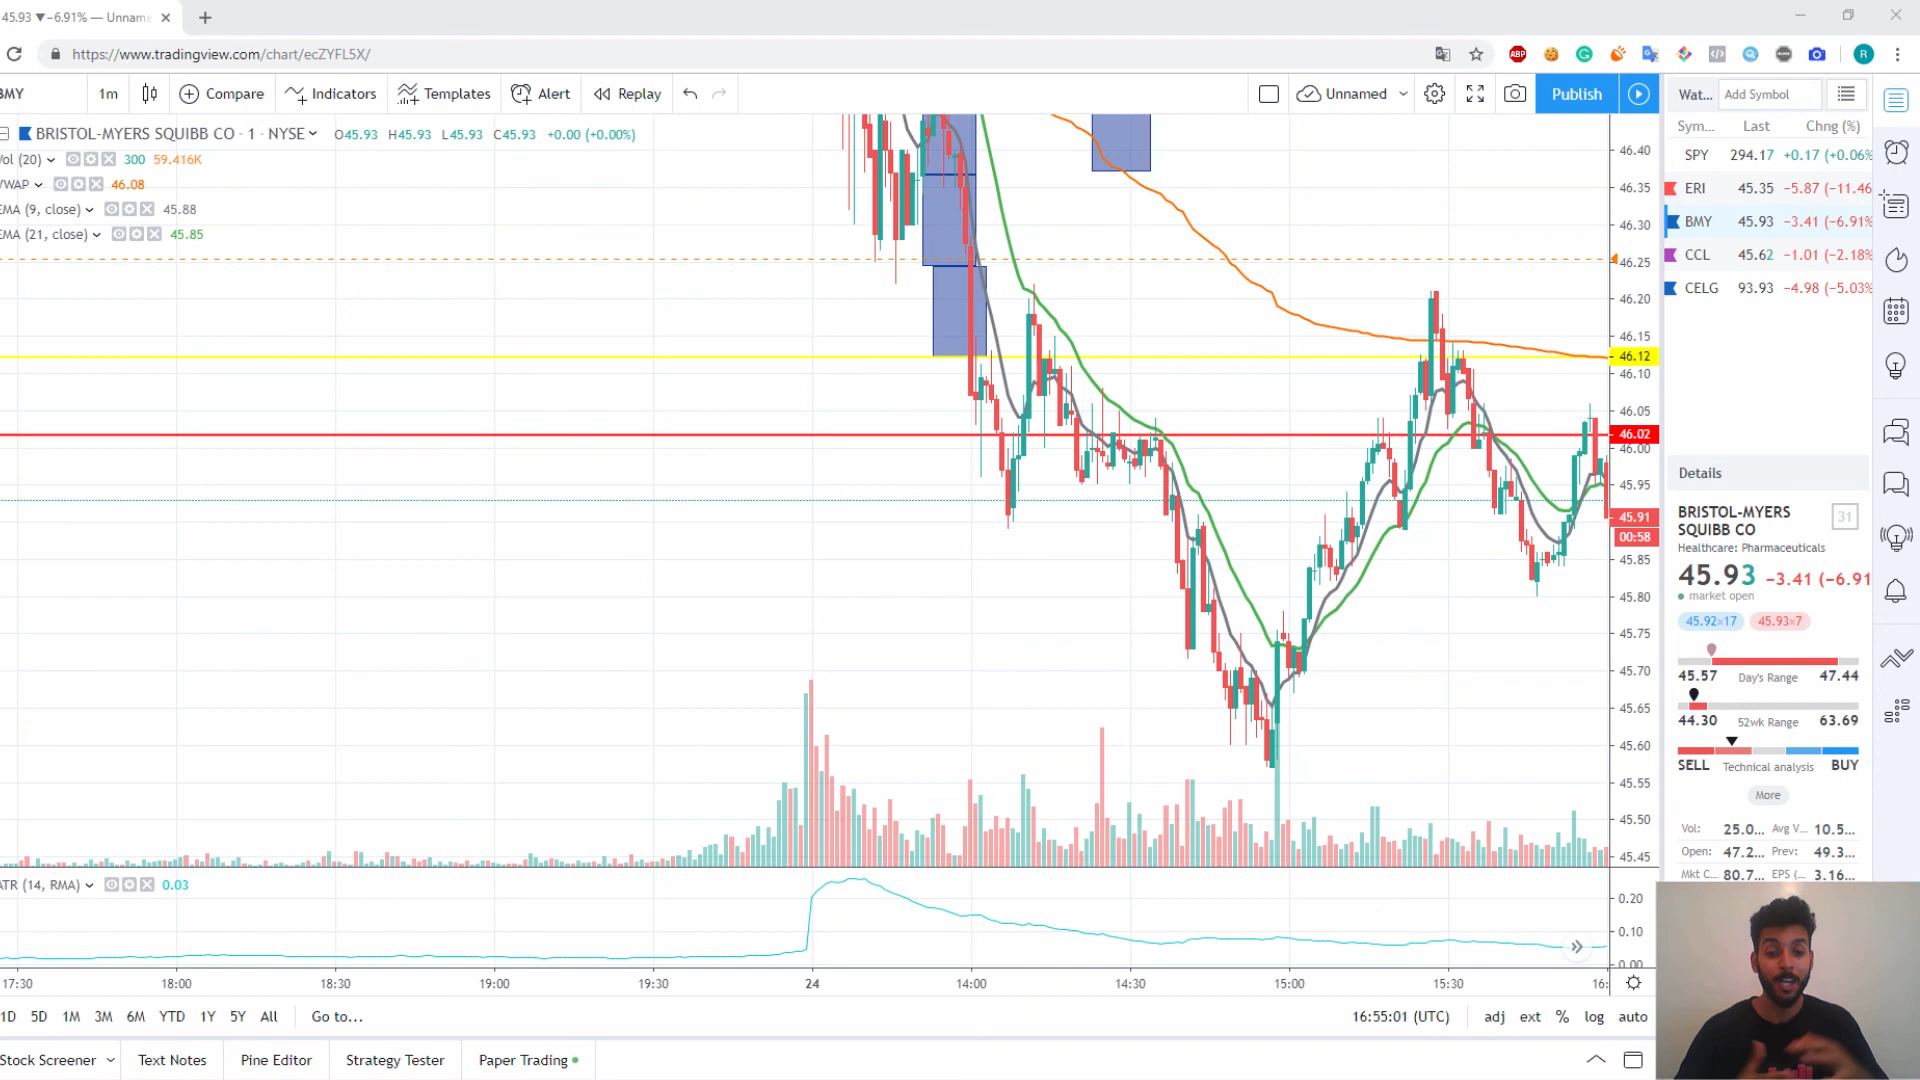 45.93 ▼−6.91% — Unname
https://www.tradingview.com/chart/ecZYFL5X/
ABP
R
BMY 1m Compare Indicators Templates Alert Replay Unnamed Publish
Wat... Add Symbol
BRISTOL-MYERS SQUIBB CO · 1 · NYSE O45.93 H45.93 L45.93 C45.93 +0.00 (+0.00%)
Vol (20) 300 59.416K
VWAP 46.08
EMA (9, close) 45.88
EMA (21, close) 45.85
Sym... Last Chng (%)
SPY 294.17 +0.17 (+0.06%
ERI 45.35 −5.87 (−11.46
BMY 45.93 −3.41 (−6.91%
CCL 45.62 −1.01 (−2.18%
CELG 93.93 −4.98 (−5.03%
46.40
46.35
46.30
46.25
46.20
46.15
46.12
46.10
46.05
46.02
46.00
45.95
45.91
00:58
45.85
45.80
45.75
45.70
45.65
45.60
45.55
45.50
45.45
Details
BRISTOL-MYERS
SQUIBB CO
31
Healthcare: Pharmaceuticals
45.93 −3.41 (−6.91
market open
45.92×17 45.93×7
45.57 Day's Range 47.44
44.30 52wk Range 63.69
SELL Technical analysis BUY
More
Vol: 25.0... Avg V... 10.5...
Open: 47.2... Prev: 49.3...
Mkt C... 80.7... EPS (... 3.16...
ATR (14, RMA) 0.03
0.20
0.10
0.00
17:30 18:00 18:30 19:00 19:30 24 14:00 14:30 15:00 15:30 16:
1D 5D 1M 3M 6M YTD 1Y 5Y All Go to... 16:55:01 (UTC) adj ext % log auto
Stock Screener Text Notes Pine Editor Strategy Tester Paper Trading